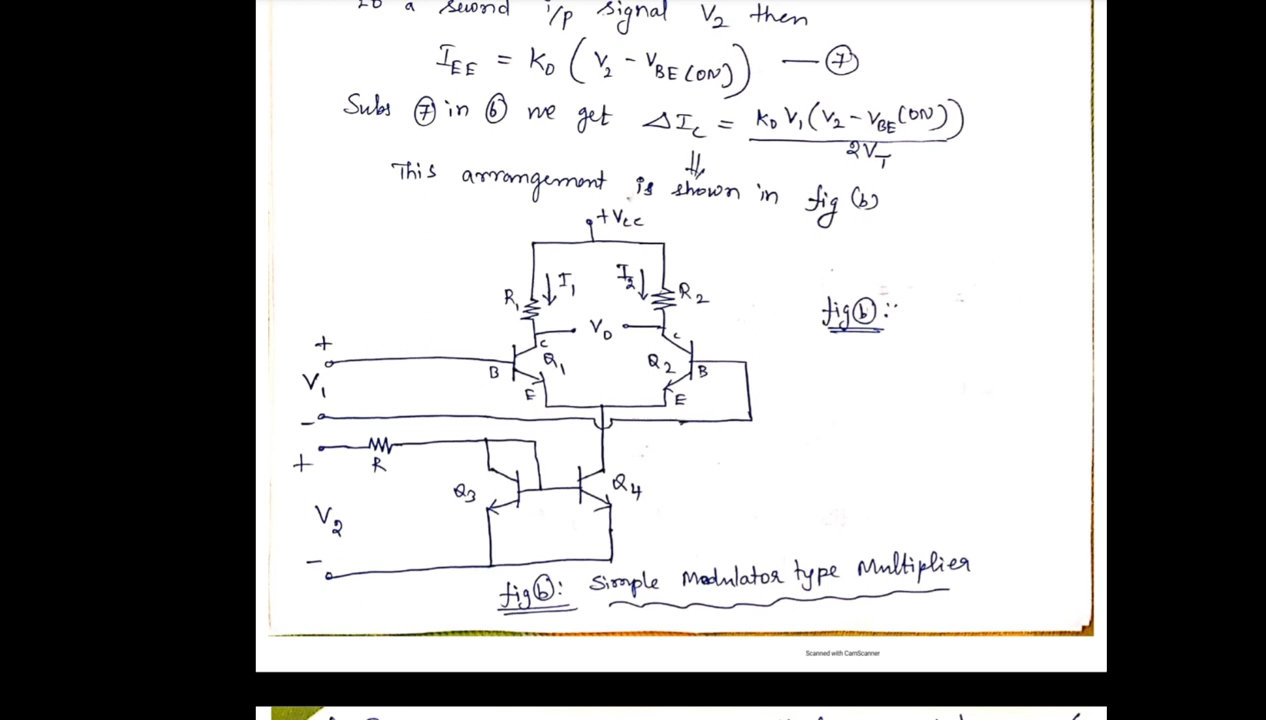 to a second i/p signal V2 then
IEE = K0 (V2 - VBE(ON)) — ⑦
Subs ⑦ in ⑥ we get ΔIc = K0 V1 (V2 - VBE(ON)) / 2VT
⇓
This arrangement is shown in fig (b)
+Vcc
I1 I2
R1 R2
fig ⓑ:
V0
C C
+
Q1 Q2
B B
V1
E E
-
+
R
Q3 Q4
V2
-
fig ⓑ: Simple Modulator type Multiplier
Scanned with CamScanner